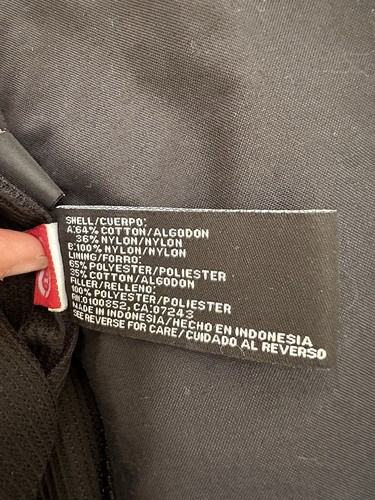 SHELL/CUERPO:
A:64% COTTON/ALGODON
36% NYLON/NYLON
B:100% NYLON/NYLON
LINING/FORRO:
65% POLYESTER/POLIESTER
35% COTTON/ALGODON
FILLER/RELLENO:
100% POLYESTER/POLIESTER
RN:0100852, CA:07243
MADE IN INDONESIA/HECHO EN INDONESIA
SEE REVERSE FOR CARE/CUIDADO AL REVERSO